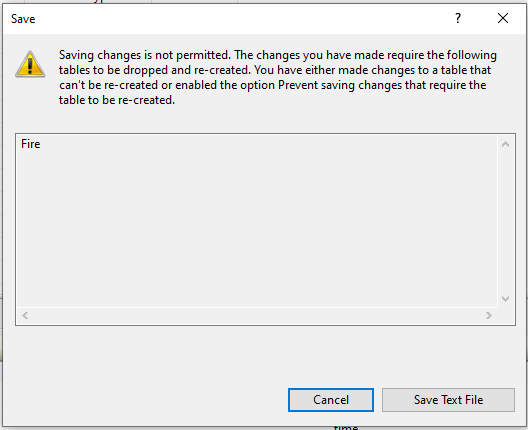 Save
?
Saving changes is not permitted. The changes you have made require the following
tables to be dropped and re-created. You have either made changes to a table that
can't be re-created or enabled the option Prevent saving changes that require the
table to be re-created.
Fire
Cancel
Save Text File
time